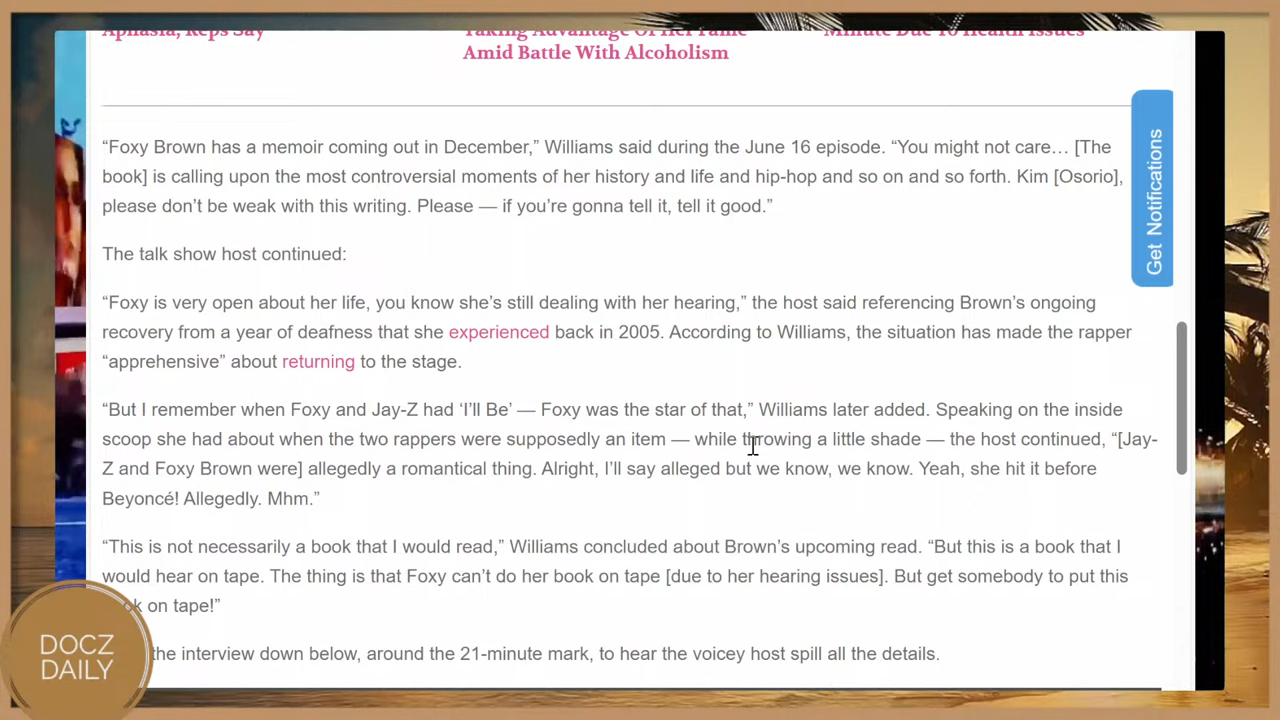 Aphasia, Reps Say
Taking Advantage Of Her Fame
Amid Battle With Alcoholism
Minute Due To Health Issues
“Foxy Brown has a memoir coming out in December,” Williams said during the June 16 episode. “You might not care… [The
book] is calling upon the most controversial moments of her history and life and hip-hop and so on and so forth. Kim [Osorio],
please don’t be weak with this writing. Please — if you’re gonna tell it, tell it good.”
The talk show host continued:
“Foxy is very open about her life, you know she’s still dealing with her hearing,” the host said referencing Brown’s ongoing
recovery from a year of deafness that she experienced back in 2005. According to Williams, the situation has made the rapper
“apprehensive” about returning to the stage.
“But I remember when Foxy and Jay-Z had ‘I’ll Be’ — Foxy was the star of that,” Williams later added. Speaking on the inside
scoop she had about when the two rappers were supposedly an item — while throwing a little shade — the host continued, “[Jay-
Z and Foxy Brown were] allegedly a romantical thing. Alright, I’ll say alleged but we know, we know. Yeah, she hit it before
Beyoncé! Allegedly. Mhm.”
“This is not necessarily a book that I would read,” Williams concluded about Brown’s upcoming read. “But this is a book that I
would hear on tape. The thing is that Foxy can’t do her book on tape [due to her hearing issues]. But get somebody to put this
on tape!”
the interview down below, around the 21-minute mark, to hear the voicey host spill all the details.
Get Notifications
DOCZ
DAILY